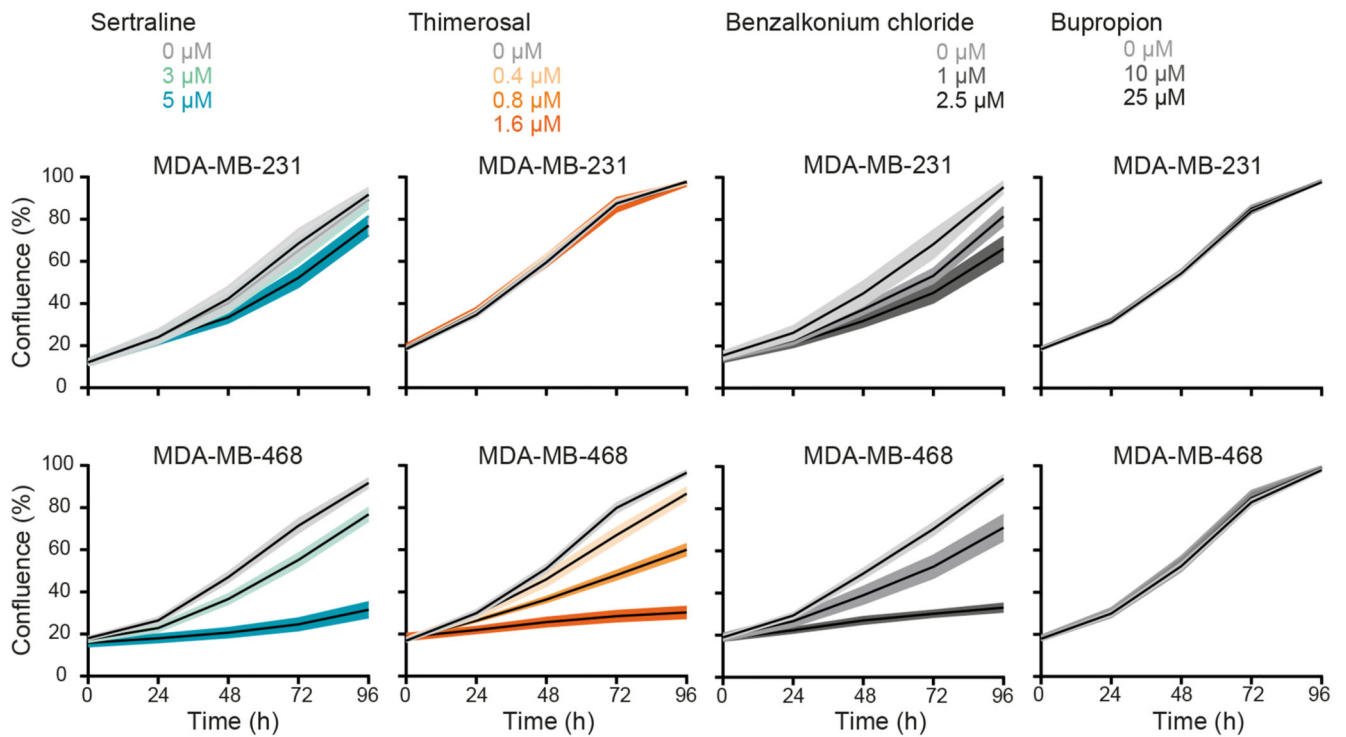 Sertraline
0 µM
3 µM
5 µM
Thimerosal
0 µM
0.4 µM
0.8 µM
1.6 µM
Benzalkonium chloride
0 µM
1 µM
2.5 µM
Bupropion
0 µM
10 µM
25 µM
MDA-MB-231
MDA-MB-231
MDA-MB-231
MDA-MB-231
Confluence (%)
100
80
60
40
20
0
MDA-MB-468
MDA-MB-468
MDA-MB-468
MDA-MB-468
Confluence (%)
100
80
60
40
20
0
0 24 48 72 96
0 24 48 72 96
0 24 48 72 96
0 24 48 72 96
Time (h)
Time (h)
Time (h)
Time (h)